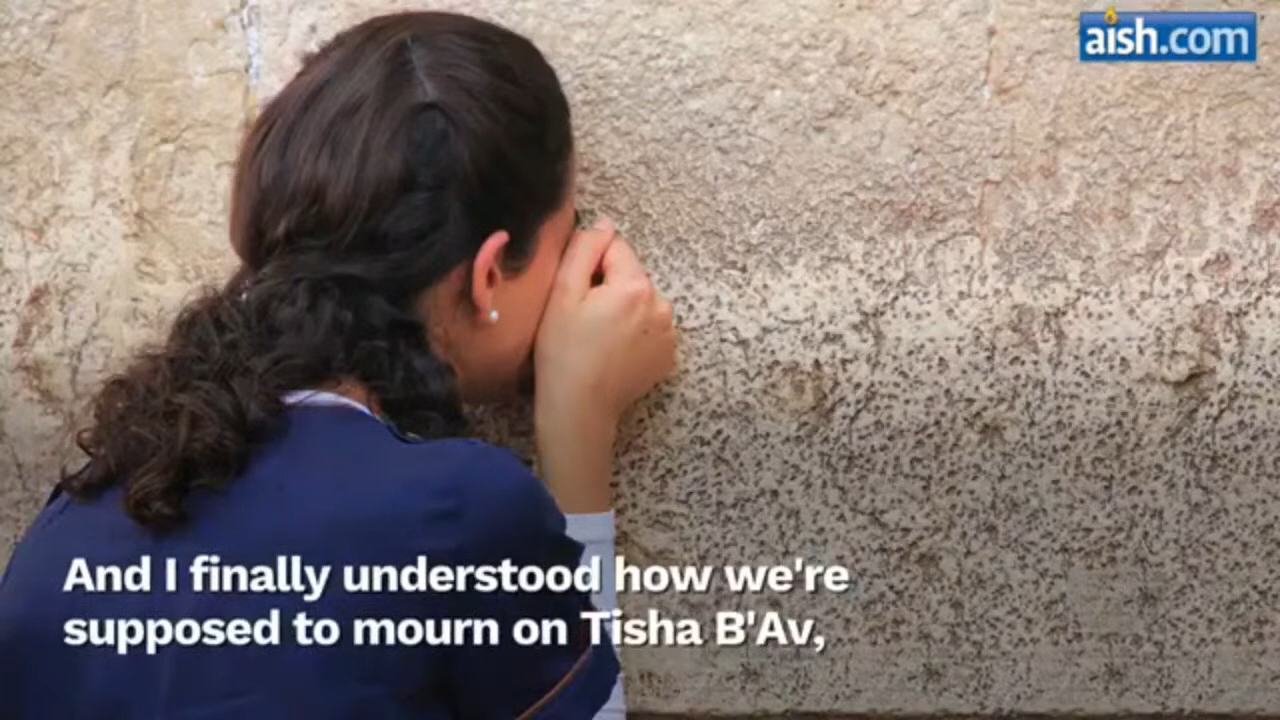 aish.com
And I finally understood how we're
supposed to mourn on Tisha B'Av,